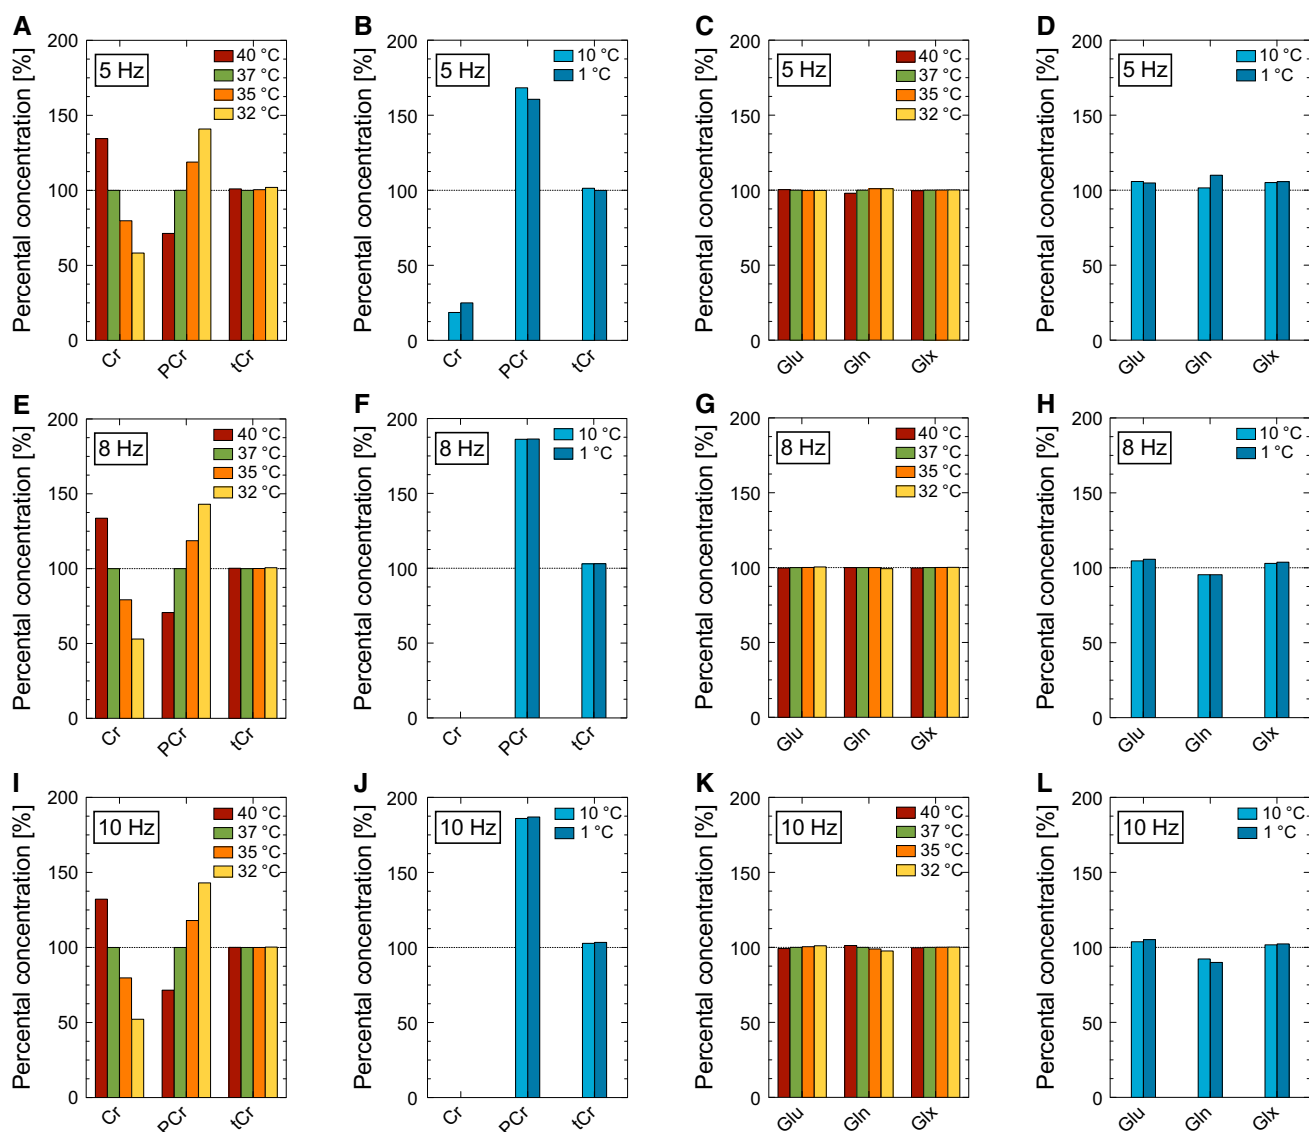 A
Percental concentration [%]
200
150
100
50
0
5 Hz
40 °C
37 °C
35 °C
32 °C
Cr
PCr
tCr
B
Percental concentration [%]
200
150
100
50
0
5 Hz
10 °C
1 °C
Cr
PCr
tCr
C
Percental concentration [%]
200
150
100
50
0
5 Hz
40 °C
37 °C
35 °C
32 °C
Glu
Gln
Glx
D
Percental concentration [%]
200
150
100
50
0
5 Hz
10 °C
1 °C
Glu
Gln
Glx
E
Percental concentration [%]
200
150
100
50
0
8 Hz
40 °C
37 °C
35 °C
32 °C
Cr
PCr
tCr
F
Percental concentration [%]
200
150
100
50
0
8 Hz
10 °C
1 °C
Cr
PCr
tCr
G
Percental concentration [%]
200
150
100
50
0
8 Hz
40 °C
37 °C
35 °C
32 °C
Glu
Gln
Glx
H
Percental concentration [%]
200
150
100
50
0
8 Hz
10 °C
1 °C
Glu
Gln
Glx
I
Percental concentration [%]
200
150
100
50
0
10 Hz
40 °C
37 °C
35 °C
32 °C
Cr
PCr
tCr
J
Percental concentration [%]
200
150
100
50
0
10 Hz
10 °C
1 °C
Cr
PCr
tCr
K
Percental concentration [%]
200
150
100
50
0
10 Hz
40 °C
37 °C
35 °C
32 °C
Glu
Gln
Glx
L
Percental concentration [%]
200
150
100
50
0
10 Hz
10 °C
1 °C
Glu
Gln
Glx